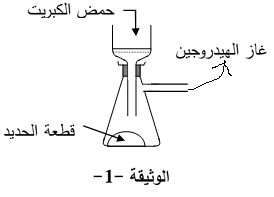 حمض الكبريت
غاز الهيدروجين
قطعة الحديد
الوثيقة -1-